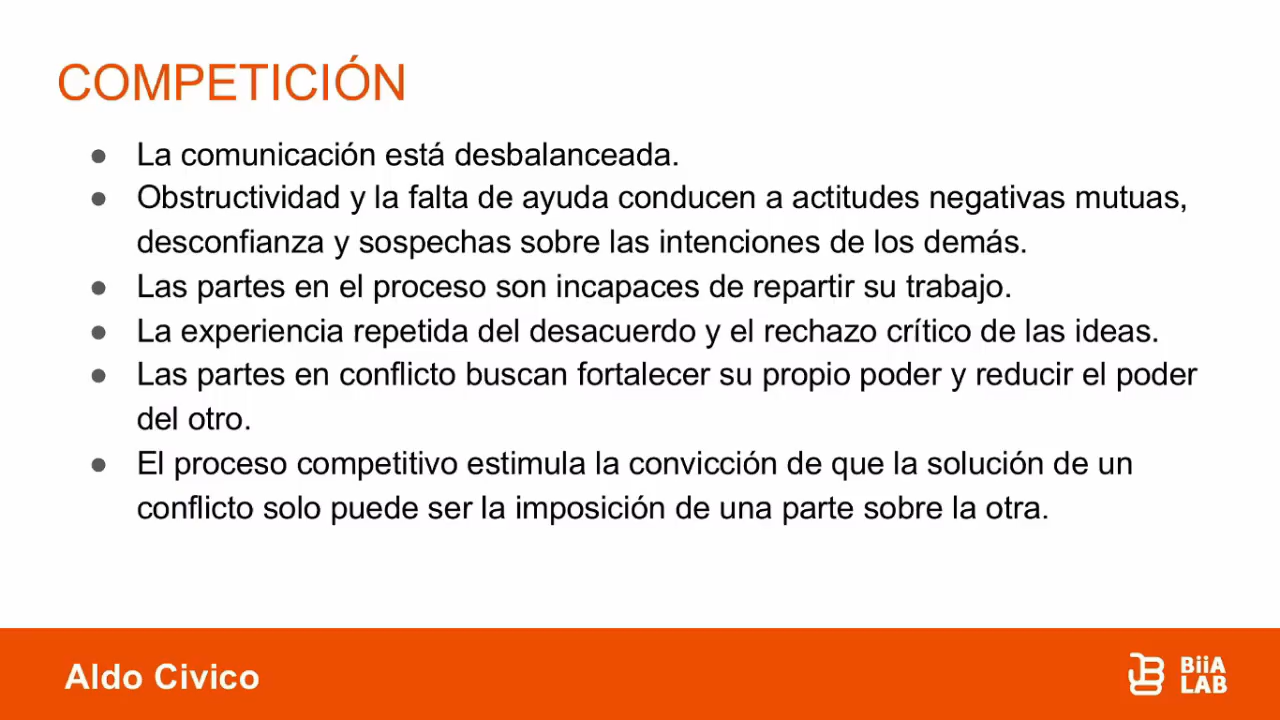 COMPETICIÓN
● La comunicación está desbalanceada.
● Obstructividad y la falta de ayuda conducen a actitudes negativas mutuas,
desconfianza y sospechas sobre las intenciones de los demás.
● Las partes en el proceso son incapaces de repartir su trabajo.
● La experiencia repetida del desacuerdo y el rechazo crítico de las ideas.
● Las partes en conflicto buscan fortalecer su propio poder y reducir el poder
del otro.
● El proceso competitivo estimula la convicción de que la solución de un
conflicto solo puede ser la imposición de una parte sobre la otra.
Aldo Civico
BiiA
LAB